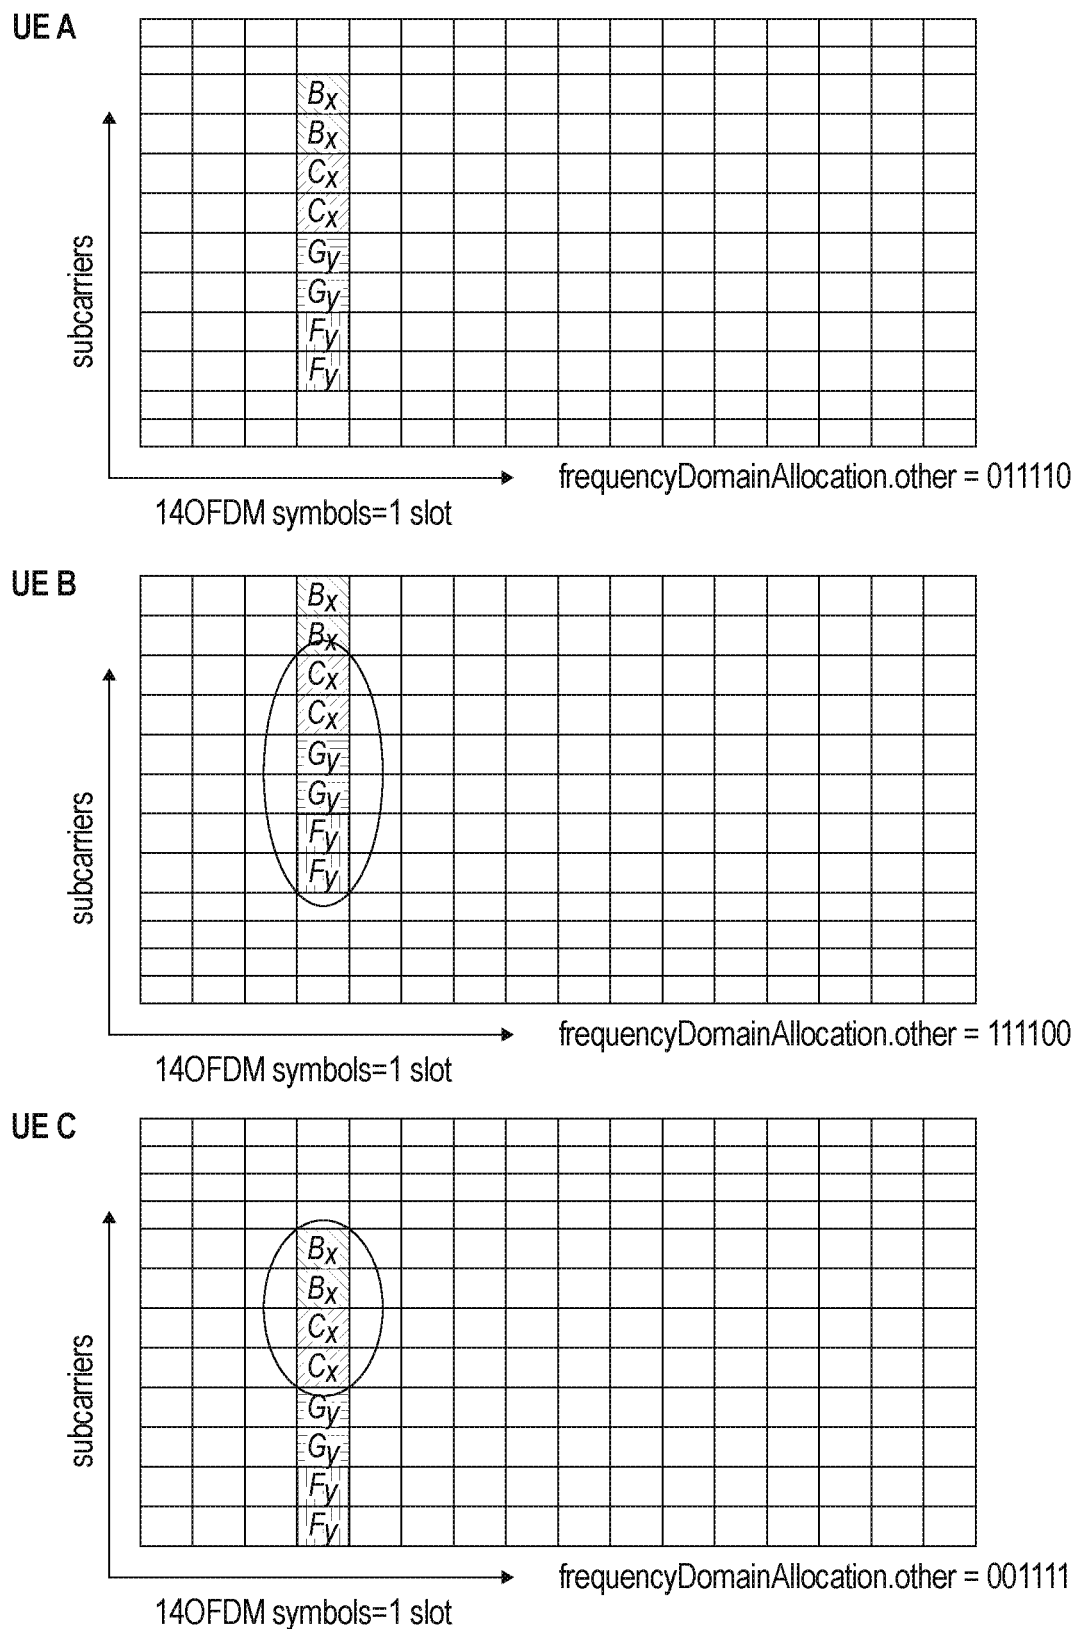 UE A
Bx
Bx
Cx
Cx
Gy
Gy
Fy
Fy
subcarriers
frequencyDomainAllocation.other = 011110
14OFDM symbols=1 slot
UE B
Bx
Bx
Cx
Cx
Gy
Gy
Fy
Fy
subcarriers
frequencyDomainAllocation.other = 111100
14OFDM symbols=1 slot
UE C
Bx
Bx
Cx
Cx
Gy
Gy
Fy
Fy
subcarriers
frequencyDomainAllocation.other = 001111
14OFDM symbols=1 slot